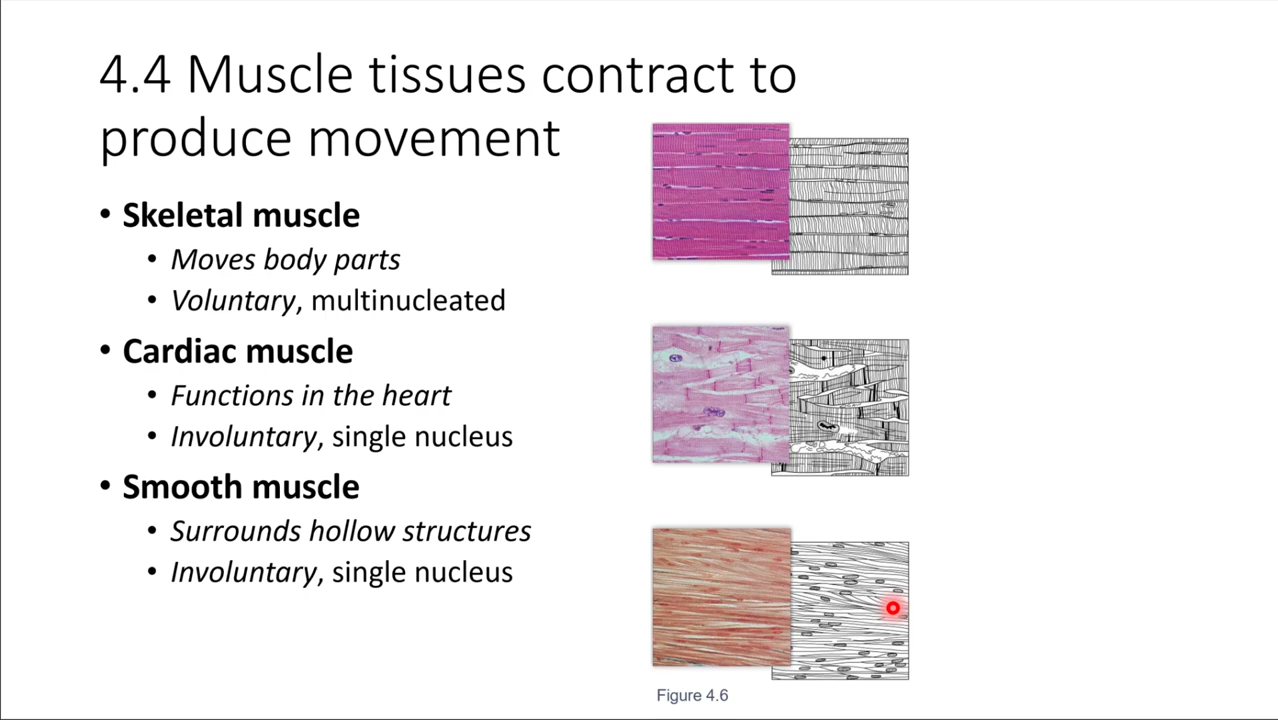 4.4 Muscle tissues contract to
produce movement
• Skeletal muscle
• Moves body parts
• Voluntary, multinucleated
• Cardiac muscle
• Functions in the heart
• Involuntary, single nucleus
• Smooth muscle
• Surrounds hollow structures
• Involuntary, single nucleus
Figure 4.6